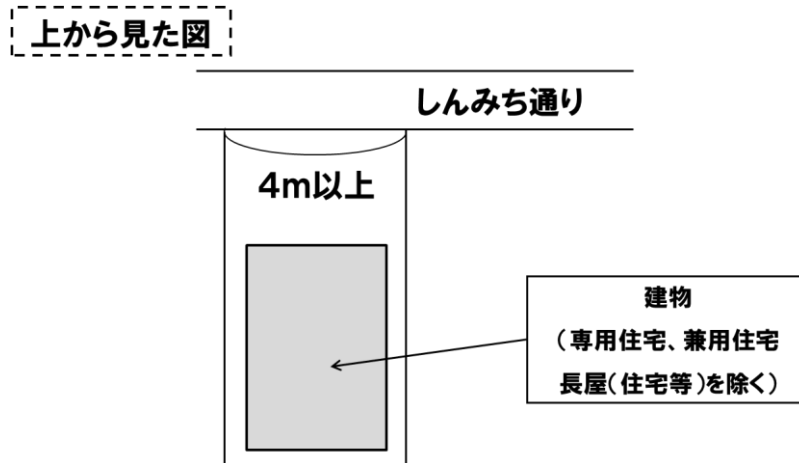 上から見た図
しんみち通り
4m以上
建物
(専用住宅、兼用住宅
長屋(住宅等)を除く)